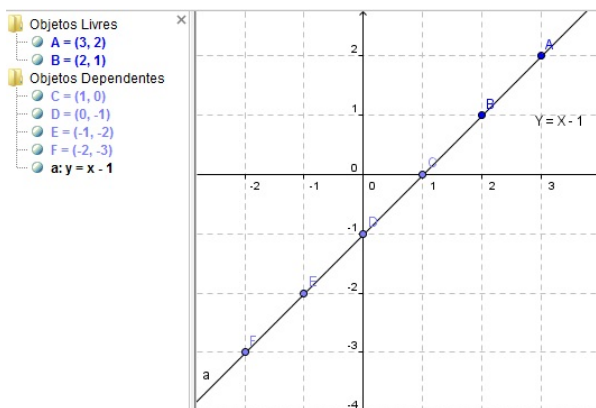 Objetos Livres
A = (3, 2)
B = (2, 1)
Objetos Dependentes
C = (1, 0)
D = (0, -1)
E = (-1, -2)
F = (-2, -3)
a: y = x - 1
×
A
2
B
1
Y = X - 1
C
0
-2 -1 0 1 2 3
D
-1
E
-2
F
-3
a
-4